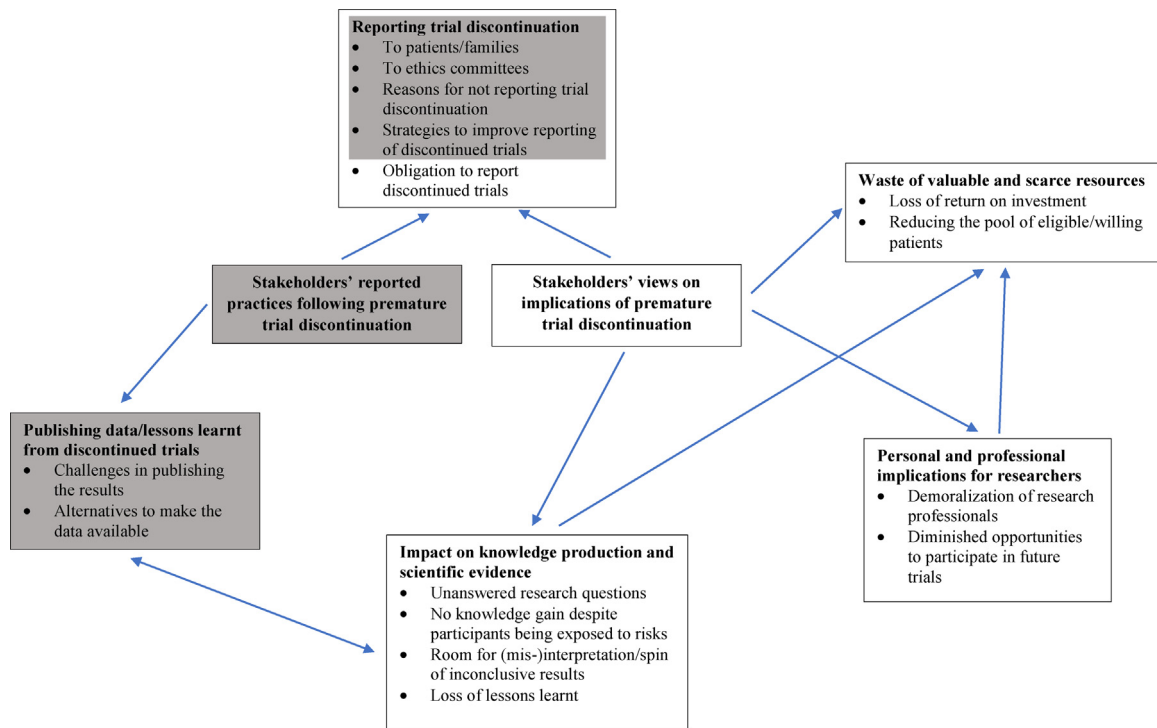 Reporting trial discontinuation
• To patients/families
• To ethics committees
• Reasons for not reporting trial
discontinuation
• Strategies to improve reporting
of discontinued trials
• Obligation to report
discontinued trials
Waste of valuable and scarce resources
• Loss of return on investment
• Reducing the pool of eligible/willing
patients
Stakeholders’ reported
practices following premature
trial discontinuation
Stakeholders’ views on
implications of premature
trial discontinuation
Publishing data/lessons learnt
from discontinued trials
• Challenges in publishing
the results
• Alternatives to make the
data available
Personal and professional
implications for researchers
• Demoralization of research
professionals
• Diminished opportunities
to participate in future
trials
Impact on knowledge production and
scientific evidence
• Unanswered research questions
• No knowledge gain despite
participants being exposed to risks
• Room for (mis-)interpretation/spin
of inconclusive results
• Loss of lessons learnt